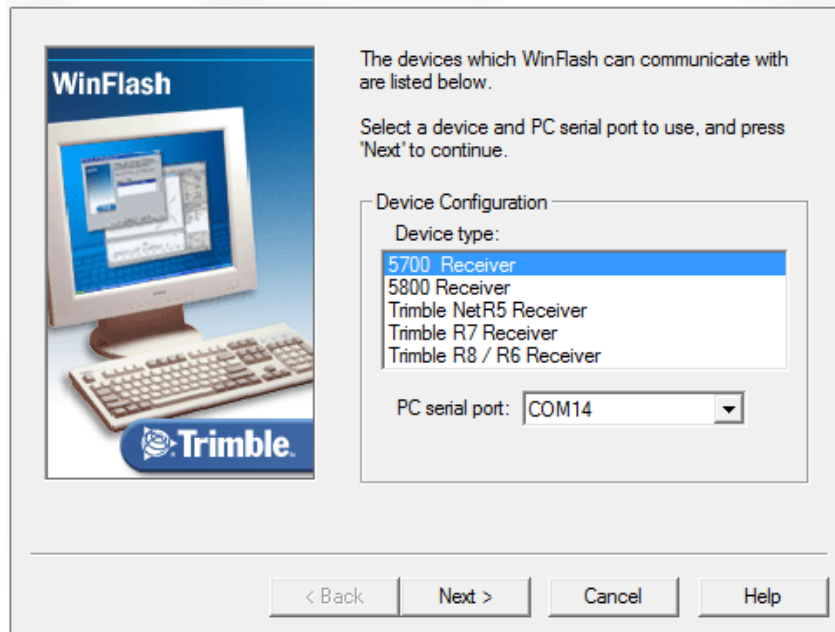 WinFlash
Trimble.
The devices which WinFlash can communicate with
are listed below.
Select a device and PC serial port to use, and press
'Next' to continue.
Device Configuration
Device type:
5700 Receiver
5800 Receiver
Trimble NetR5 Receiver
Trimble R7 Receiver
Trimble R8 / R6 Receiver
PC serial port: COM14
< Back Next > Cancel Help